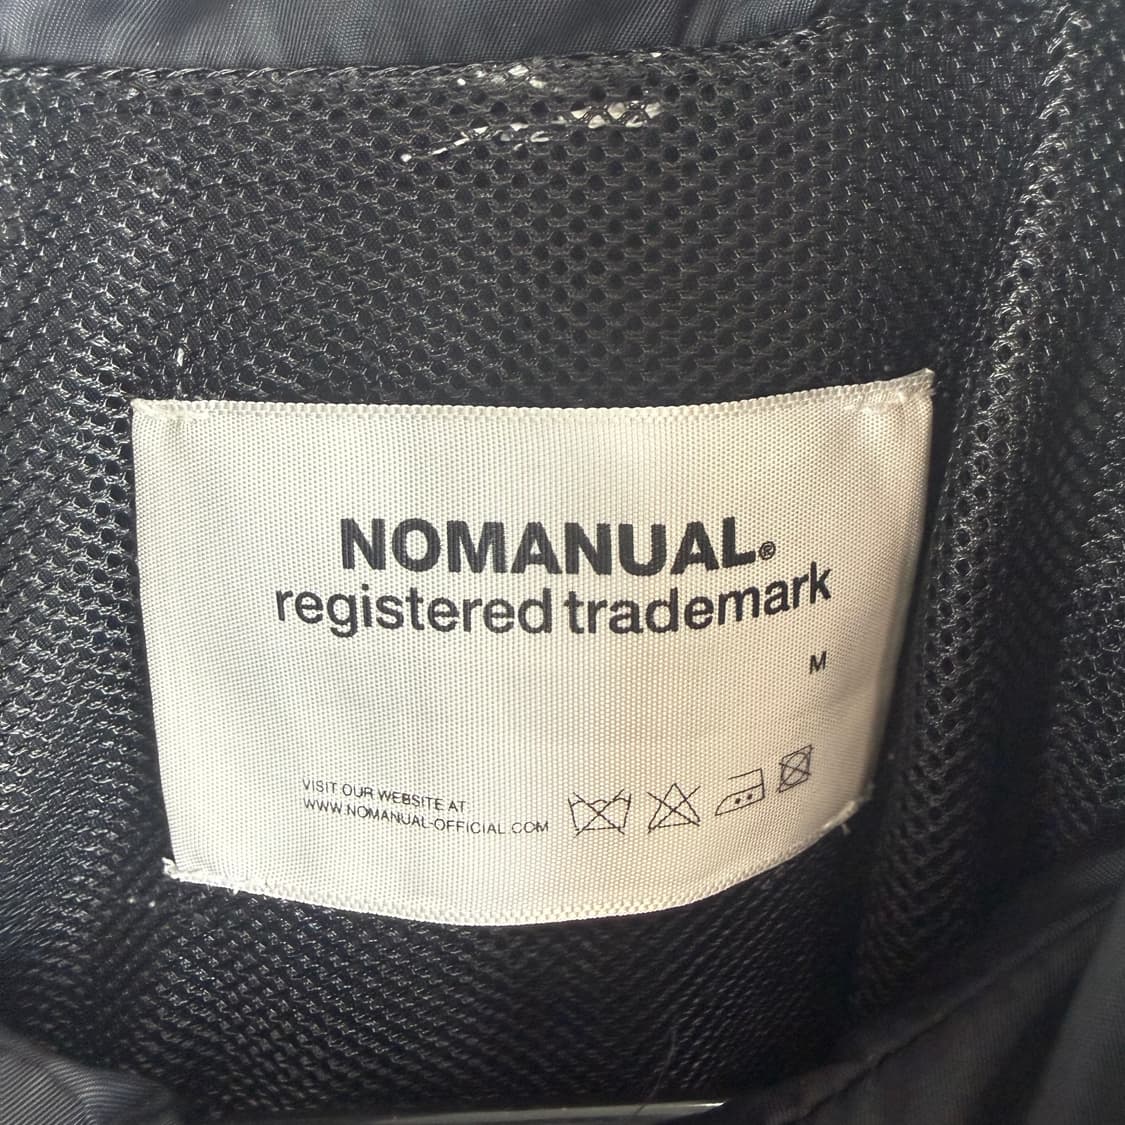 NOMANUAL®
registered trademark
M
VISIT OUR WEBSITE AT
WWW.NOMANUAL-OFFICIAL.COM